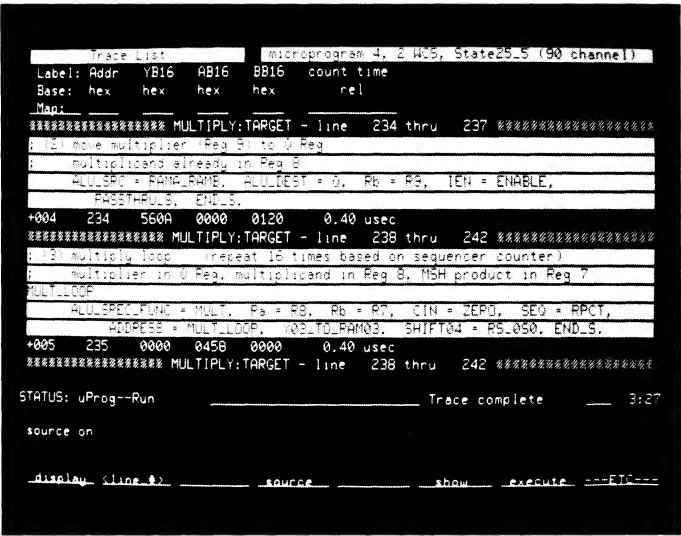 Trace List microprogram 4, 2 WCS, State25_5 (90 channel)
Label: Addr YB16 AB16 BB16 count time
Base: hex hex hex hex rel
Map:
MULTIPLY:TARGET - line 234 thru 237
; (2) move multiplier (Reg 9) to Q Reg
; multiplicand already in Reg 8
ALU_SRC = RAMA_RAMB, ALU_DEST = Q, Rb = R9, IEN = ENABLE,
PASSTHRU_S, END_S.
+004 234 560A 0000 0120 0.40 usec
MULTIPLY:TARGET - line 238 thru 242
; (3) multiply loop (repeat 16 times based on sequencer counter)
; multiplier in Q Reg, multiplicand in Reg 8, MSH product in Reg 7
MULT_LOOP
ALU_SPEC_FUNC = MULT, Ra = R8, Rb = R7, CIN = ZERO, SEQ = RPCT,
ADDRESS = MULT_LOOP, Y03_TO_RAM03, SHIFT04 = RS_0S0, END_S.
+005 235 0000 0458 0000 0.40 usec
MULTIPLY:TARGET - line 238 thru 242
STATUS: uProg--Run Trace complete 3:27
source on
display <line #> source show execute ---ETC---